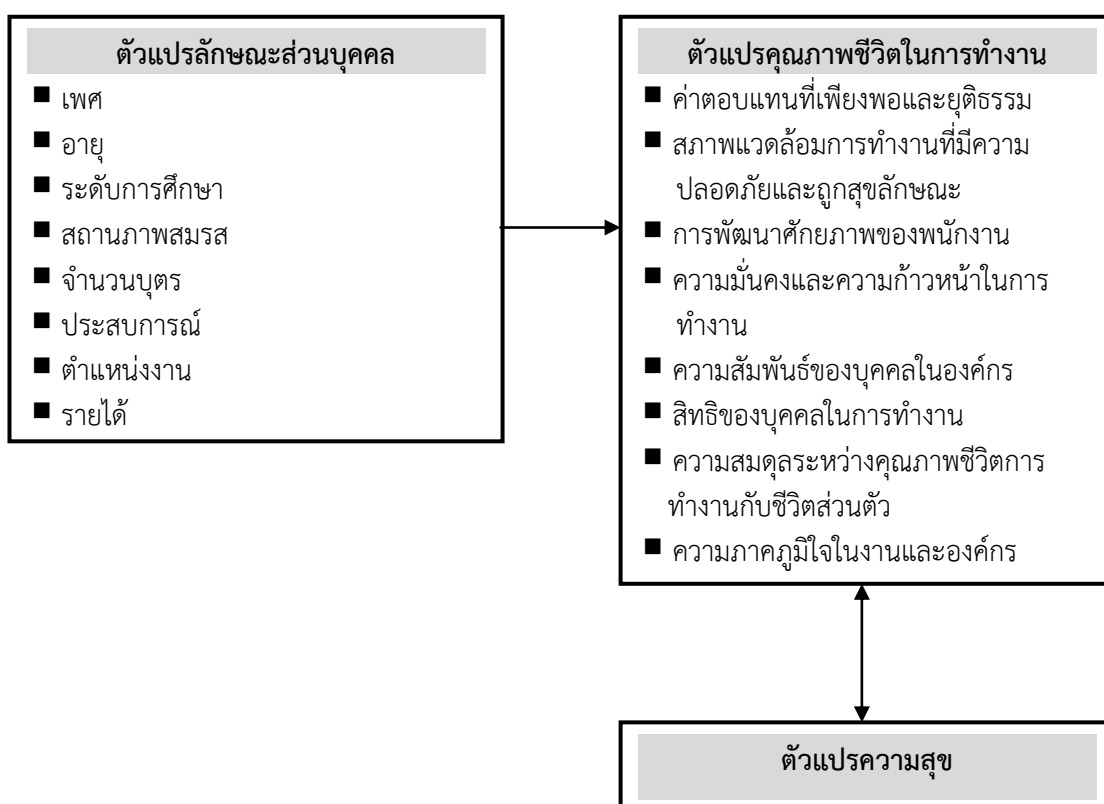 ตัวแปรลักษณะส่วนบุคคล
■ เพศ
■ อายุ
■ ระดับการศึกษา
■ สถานภาพสมรส
■ จำนวนบุตร
■ ประสบการณ์
■ ตำแหน่งงาน
■ รายได้
ตัวแปรคุณภาพชีวิตในการทำงาน
■ ค่าตอบแทนที่เพียงพอและยุติธรรม
■ สภาพแวดล้อมการทำงานที่มีความ
ปลอดภัยและถูกสุขลักษณะ
■ การพัฒนาศักยภาพของพนักงาน
■ ความมั่นคงและความก้าวหน้าในการ
ทำงาน
■ ความสัมพันธ์ของบุคคลในองค์กร
■ สิทธิของบุคคลในการทำงาน
■ ความสมดุลระหว่างคุณภาพชีวิตการ
ทำงานกับชีวิตส่วนตัว
■ ความภาคภูมิใจในงานและองค์กร
ตัวแปรความสุข